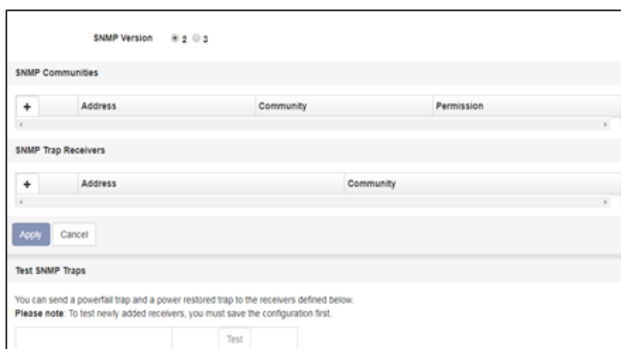 SNMP Version 2 3
SNMP Communities
+ Address Community Permission
SNMP Trap Receivers
+ Address Community
Apply Cancel
Test SNMP Traps
You can send a powerfail trap and a power restored trap to the receivers defined below.
Please note: To test newly added receivers, you must save the configuration first.
Test